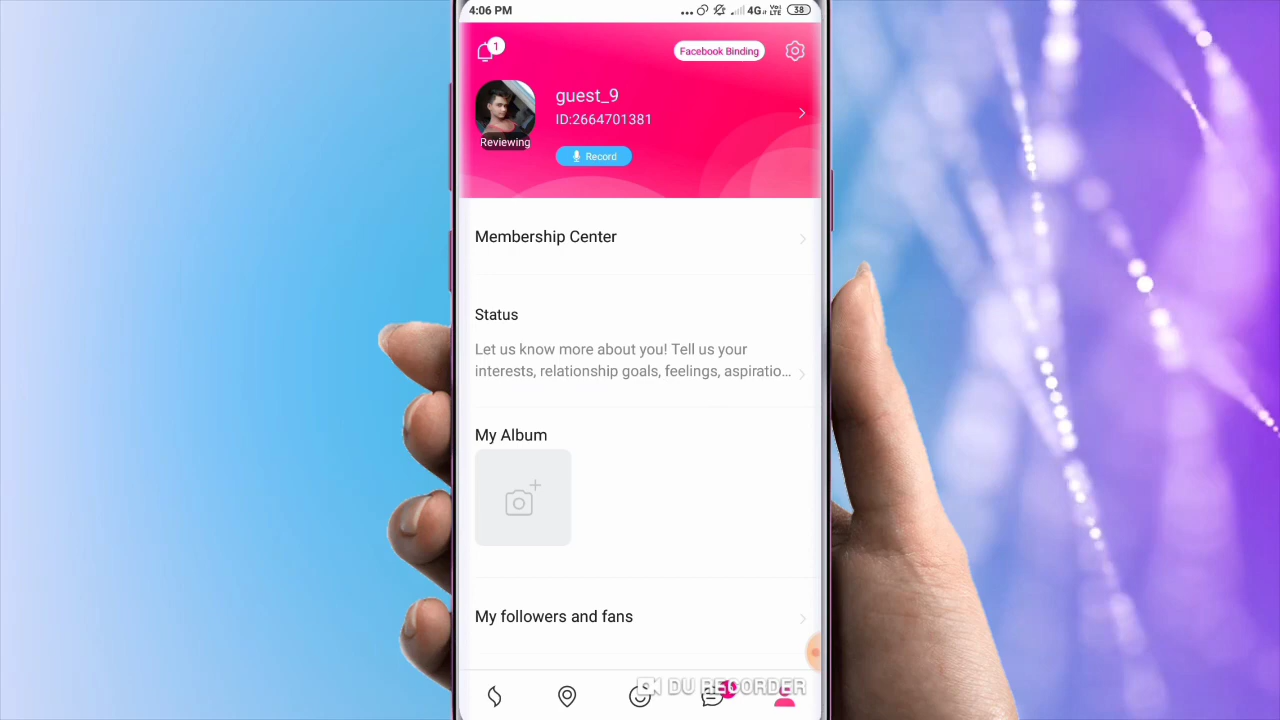 4:06 PM
4G
Vo) LTE
38
1
Facebook Binding
guest_9
ID:2664701381
Reviewing
Record
Membership Center
Status
Let us know more about you! Tell us your
interests, relationship goals, feelings, aspiratio...
My Album
My followers and fans
DU RECORDER